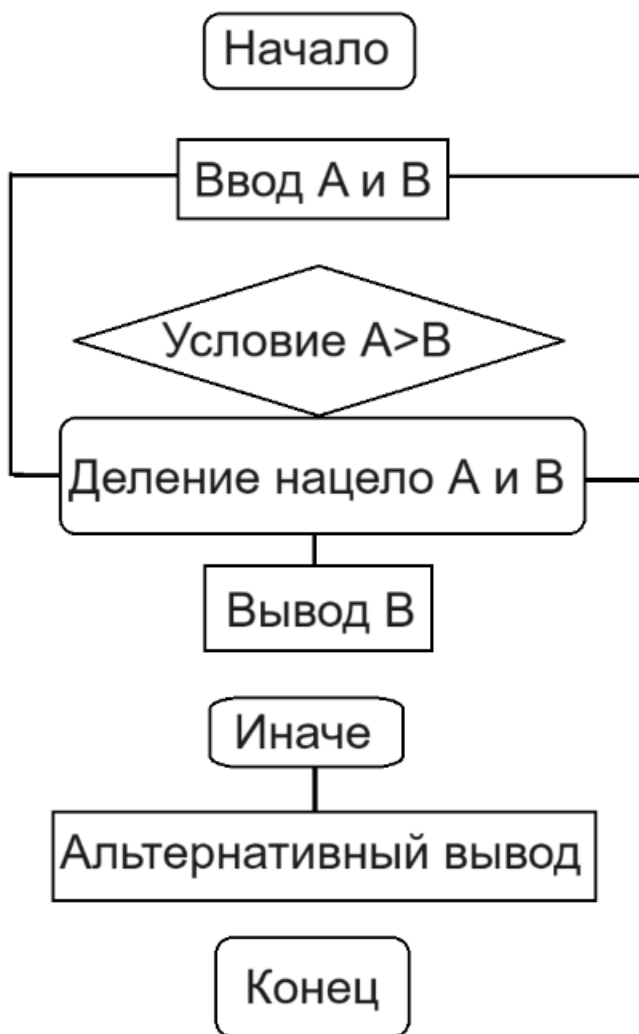 Начало
Ввод А и В
Условие А>В
Деление нацело А и В
Вывод В
Иначе
Альтернативный вывод
Конец